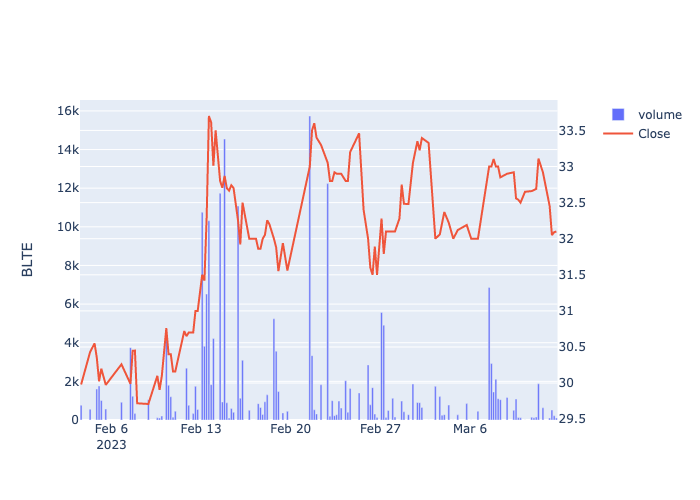 volume
Close
16k
14k
12k
10k
8k
6k
4k
2k
0
BLTE
33.5
33
32.5
32
31.5
31
30.5
30
29.5
Feb 6
2023
Feb 13
Feb 20
Feb 27
Mar 6